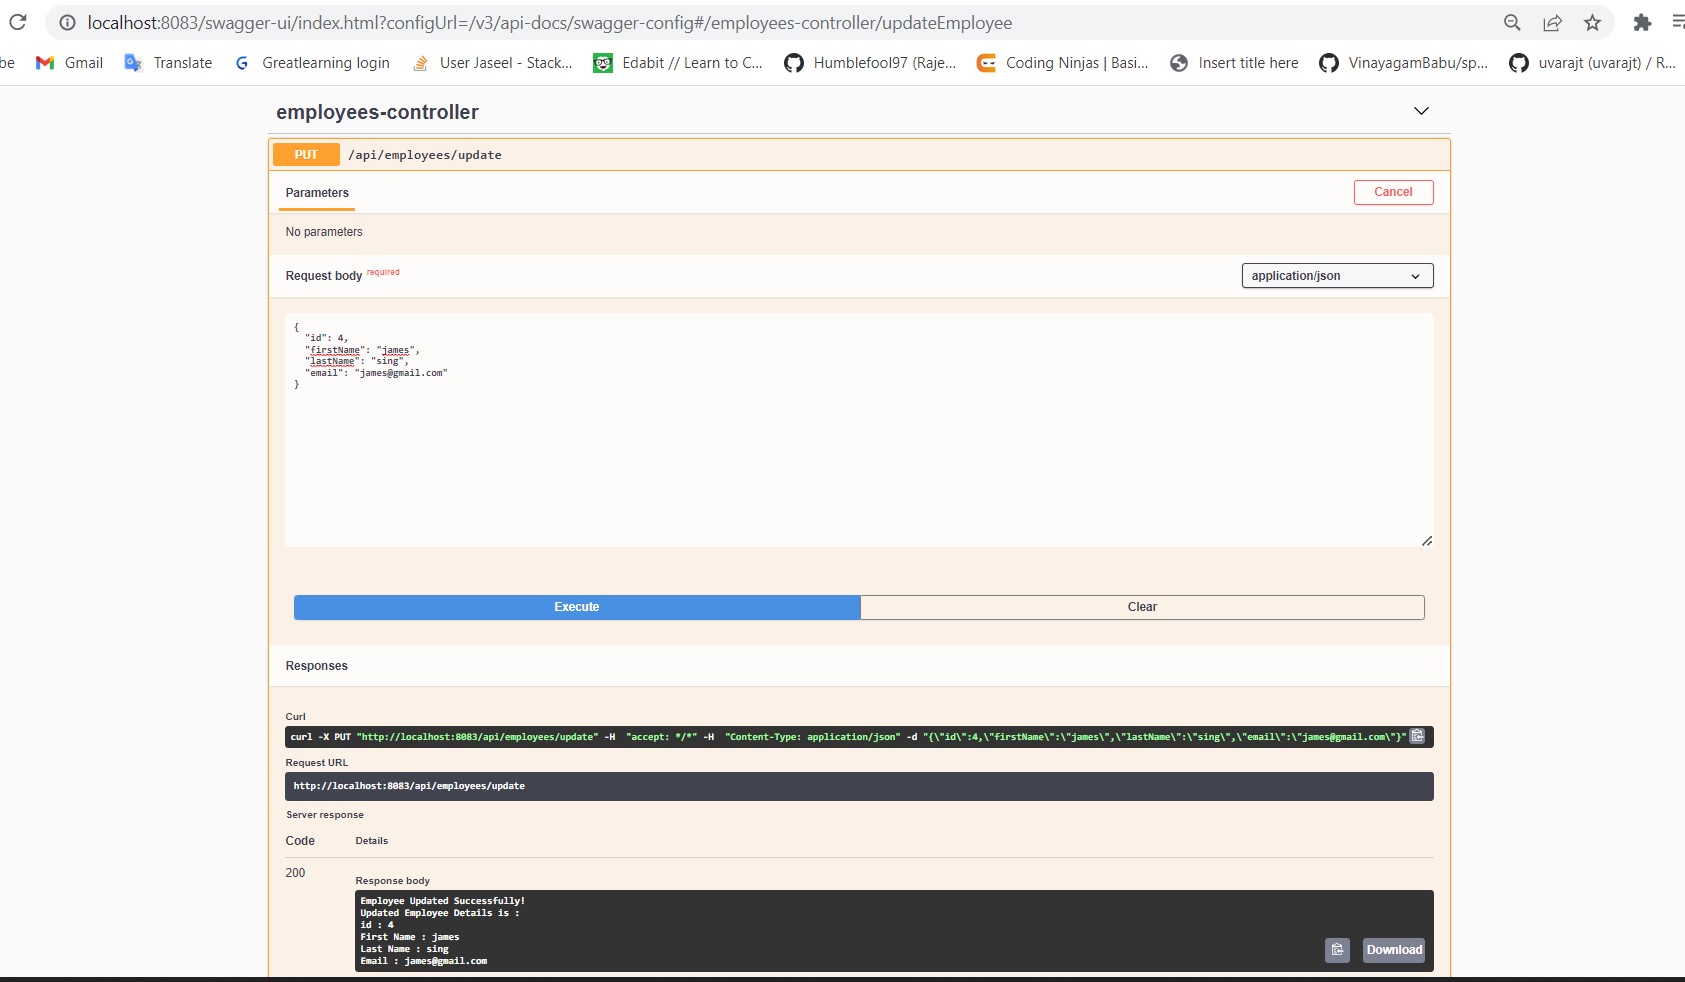 localhost:8083/swagger-ui/index.html?configUrl=/v3/api-docs/swagger-config#/employees-controller/updateEmployee
be Gmail Translate Greatlearning login User Jaseel - Stack... Edabit // Learn to C... Humblefool97 (Raje... Coding Ninjas | Basi... Insert title here VinayagamBabu/sp... uvarajt (uvarajt) / R...
employees-controller
PUT /api/employees/update
Parameters Cancel
No parameters
Request body required application/json
{
  "id": 4,
  "firstName": "james",
  "lastName": "sing",
  "email": "james@gmail.com"
}
Execute Clear
Responses
Curl
curl -X PUT "http://localhost:8083/api/employees/update" -H  "accept: */*" -H  "Content-Type: application/json" -d "{\"id\":4,\"firstName\":\"james\",\"lastName\":\"sing\",\"email\":\"james@gmail.com\"}"
Request URL
http://localhost:8083/api/employees/update
Server response
Code Details
200
Response body
Employee Updated Successfully!
Updated Employee Details is :
id : 4
First Name : james
Last Name : sing
Email : james@gmail.com
Download